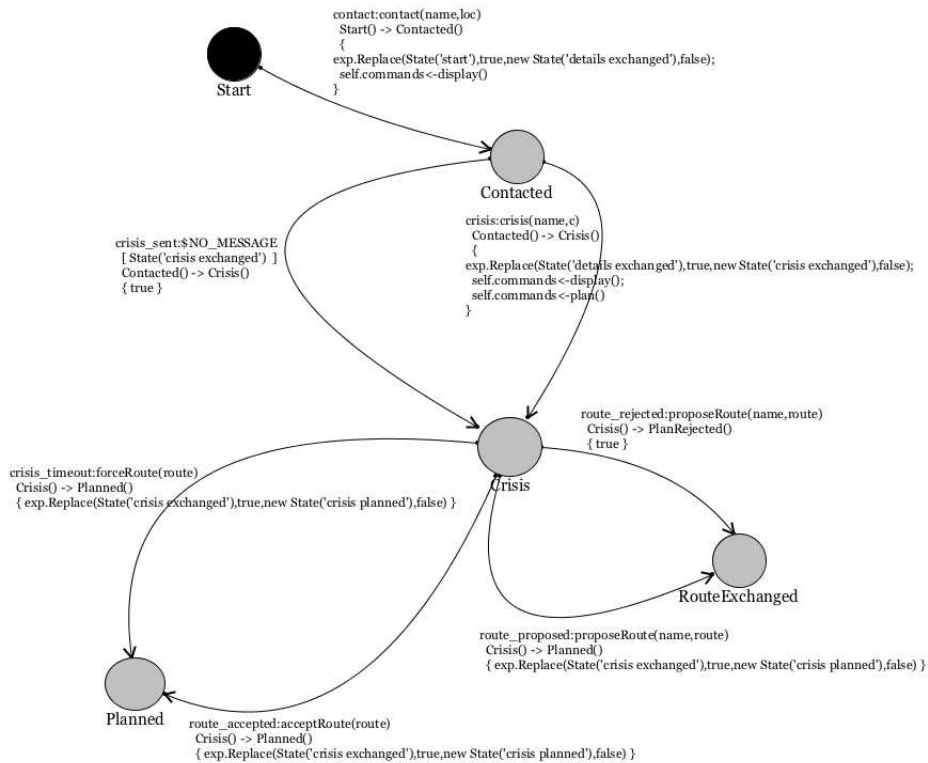 contact:contact(name,loc)
Start() -> Contacted()
{
exp.Replace(State('start'),true,new State('details exchanged'),false);
self.commands<-display()
}
Start
Contacted
crisis_sent:$NO_MESSAGE
[ State('crisis exchanged') ]
Contacted() -> Crisis()
{ true }
crisis:crisis(name,c)
Contacted() -> Crisis()
{
exp.Replace(State('details exchanged'),true,new State('crisis exchanged'),false);
self.commands<-display();
self.commands<-plan()
}
route_rejected:proposeRoute(name,route)
Crisis() -> PlanRejected()
{ true }
Crisis
crisis_timeout:forceRoute(route)
Crisis() -> Planned()
{ exp.Replace(State('crisis exchanged'),true,new State('crisis planned'),false) }
RouteExchanged
route_proposed:proposeRoute(name,route)
Crisis() -> Planned()
{ exp.Replace(State('crisis exchanged'),true,new State('crisis planned'),false) }
Planned
route_accepted:acceptRoute(route)
Crisis() -> Planned()
{ exp.Replace(State('crisis exchanged'),true,new State('crisis planned'),false) }